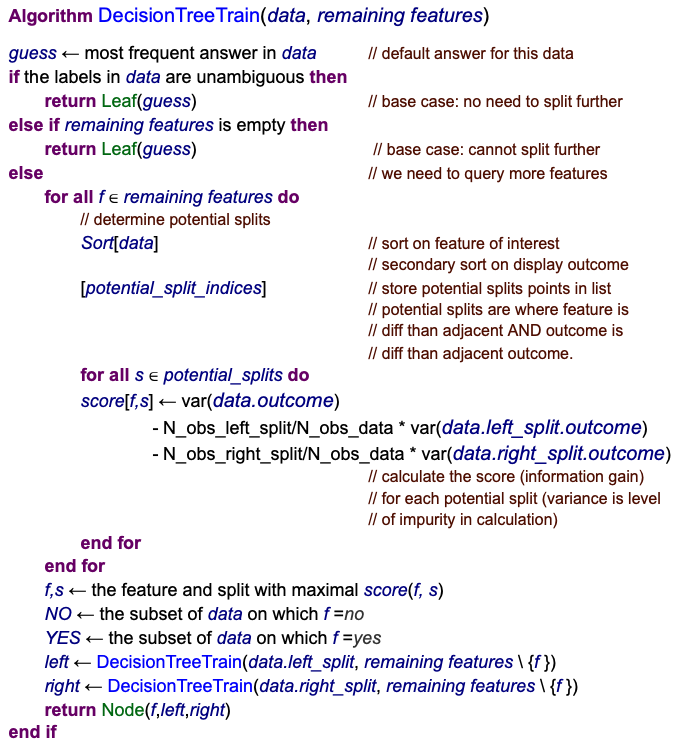 Algorithm DecisionTreeTrain(data, remaining features)
guess ← most frequent answer in data // default answer for this data
if the labels in data are unambiguous then
return Leaf(guess) // base case: no need to split further
else if remaining features is empty then
return Leaf(guess) // base case: cannot split further
else // we need to query more features
for all f ∈ remaining features do
// determine potential splits
Sort[data] // sort on feature of interest
// secondary sort on display outcome
[potential_split_indices] // store potential splits points in list
// potential splits are where feature is
// diff than adjacent AND outcome is
// diff than adjacent outcome.
for all s ∈ potential_splits do
score[f,s] ← var(data.outcome)
- N_obs_left_split/N_obs_data * var(data.left_split.outcome)
- N_obs_right_split/N_obs_data * var(data.right_split.outcome)
// calculate the score (information gain)
// for each potential split (variance is level
// of impurity in calculation)
end for
end for
f,s ← the feature and split with maximal score(f, s)
NO ← the subset of data on which f =no
YES ← the subset of data on which f =yes
left ← DecisionTreeTrain(data.left_split, remaining features \ {f })
right ← DecisionTreeTrain(data.right_split, remaining features \ {f })
return Node(f,left,right)
end if